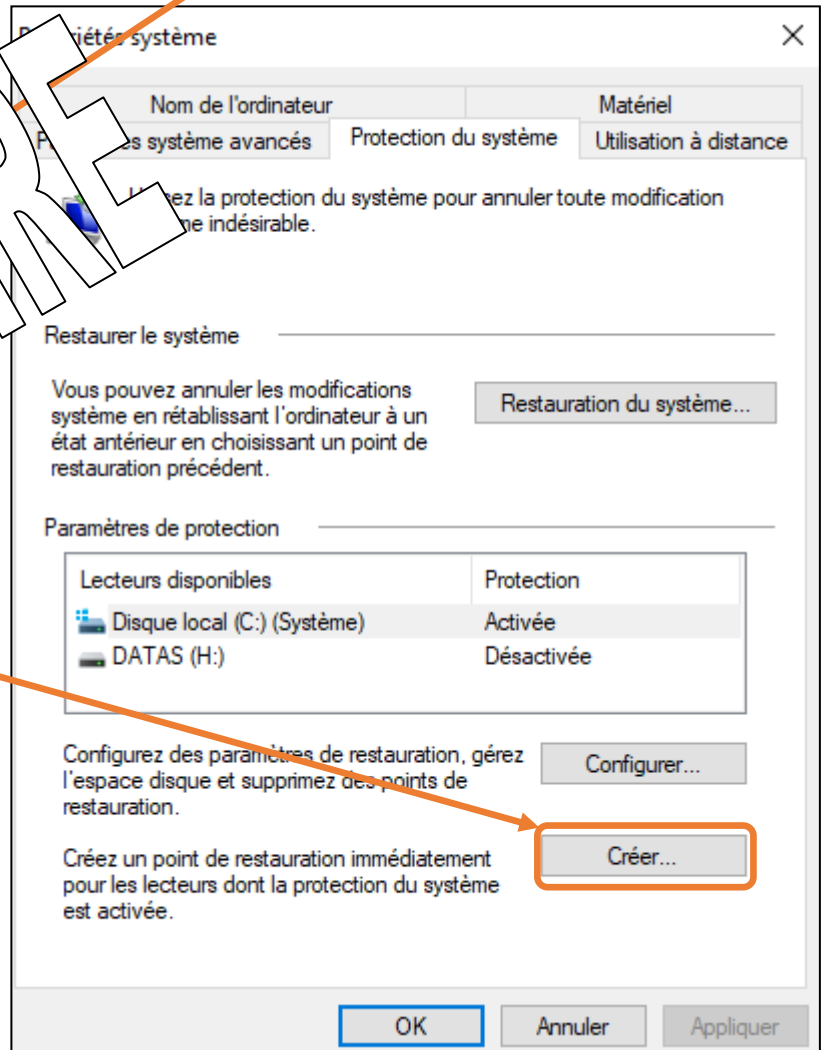 système
Nom de l'ordinateur
Matériel
système avancés
Protection du système
Utilisation à distance
la protection du système pour annuler toute modification
indésirable.
RE
Restaurer le système
Vous pouvez annuler les modifications
système en rétablissant l'ordinateur à un
état antérieur en choisissant un point de
restauration précédent.
Restauration du système...
Paramètres de protection
Lecteurs disponibles
Protection
Disque local (C:) (Système)
Activée
DATAS (H:)
Désactivée
Configurez des paramètres de restauration, gérez
l'espace disque et supprimez des points de
restauration.
Configurer...
Créez un point de restauration immédiatement
pour les lecteurs dont la protection du système
est activée.
Créer...
OK
Annuler
Appliquer